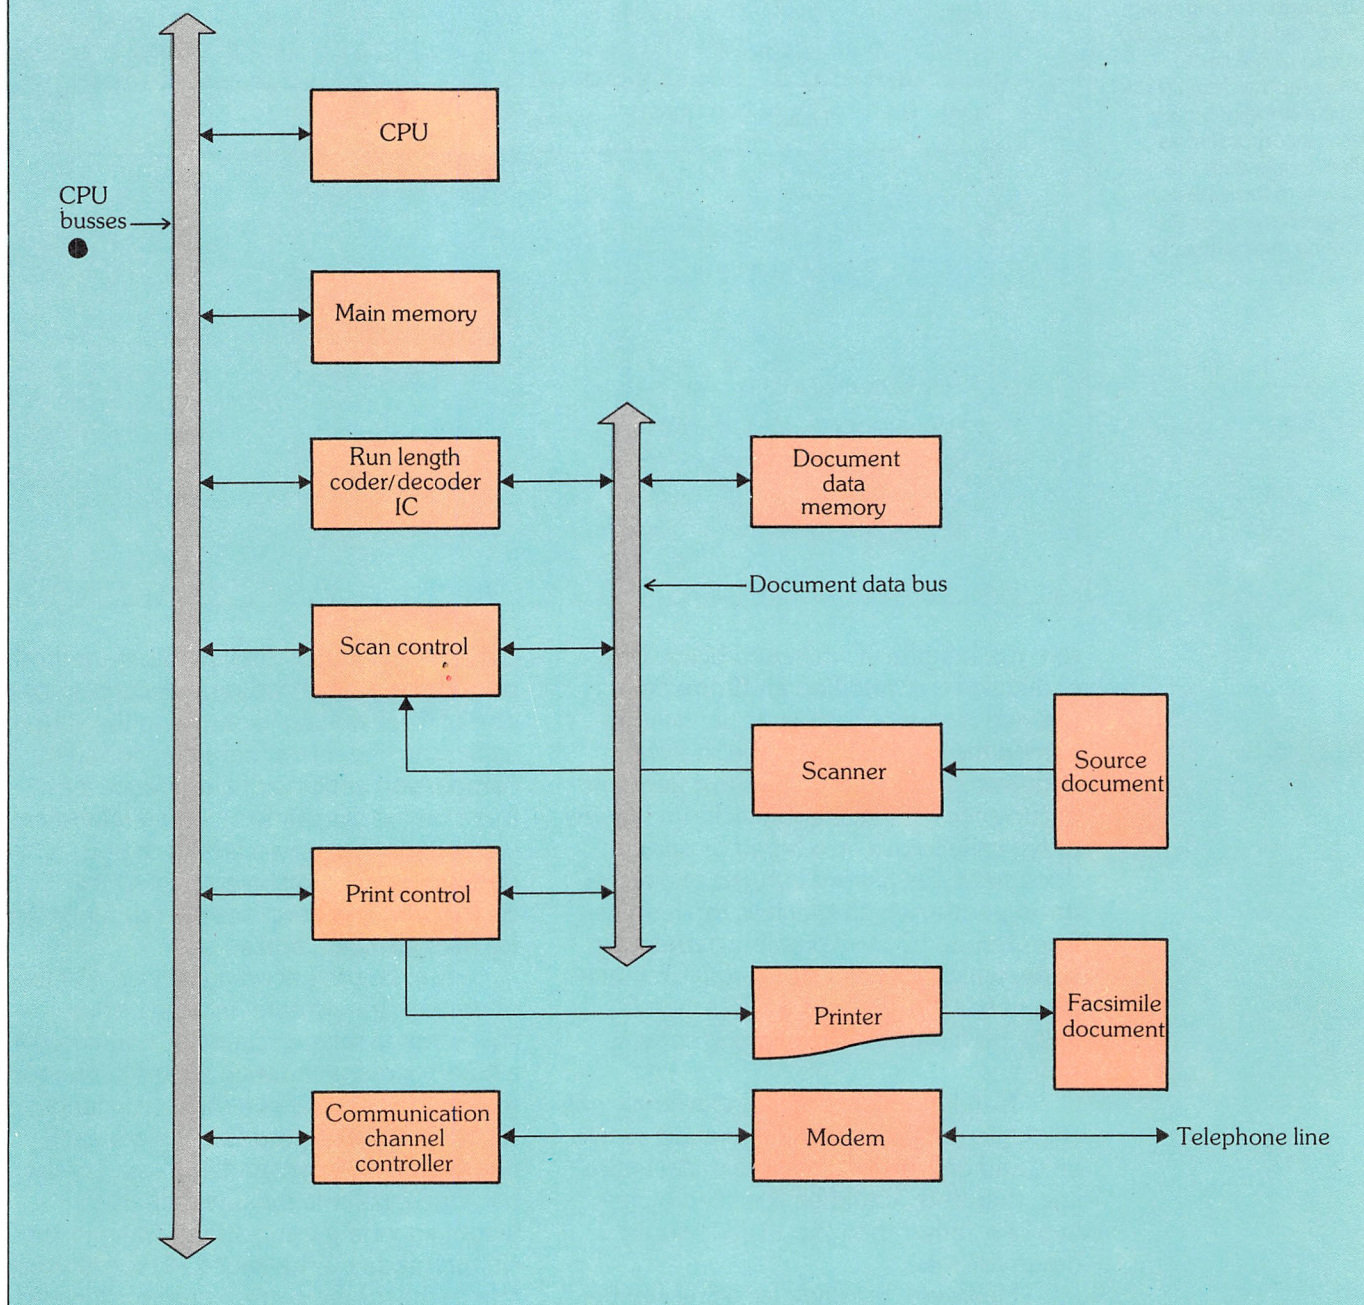 CPU
CPU
busses
Main memory
Run length
coder/decoder
IC
Document
data
memory
Document data bus
Scan control
Scanner
Source
document
Print control
Printer
Facsimile
document
Communication
channel
controller
Modem
Telephone line